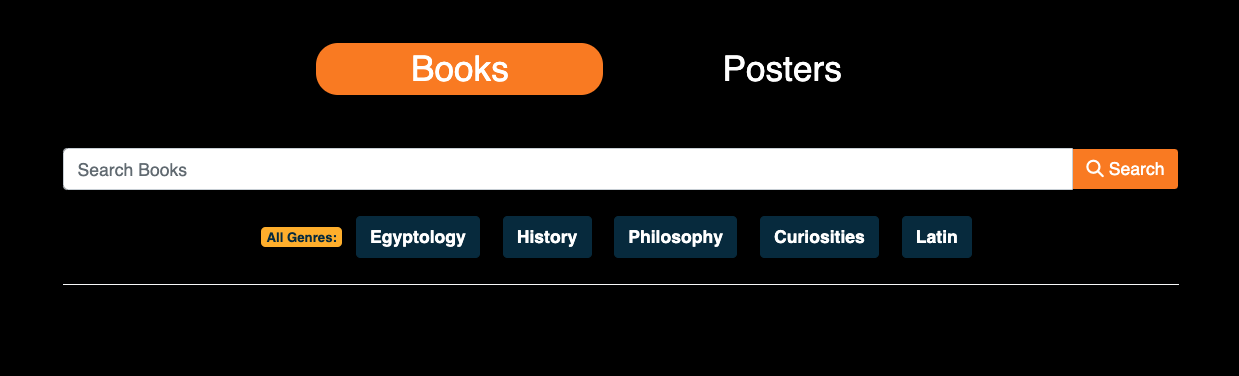 Books Posters
Search Books Search
All Genres: Egyptology History Philosophy Curiosities Latin